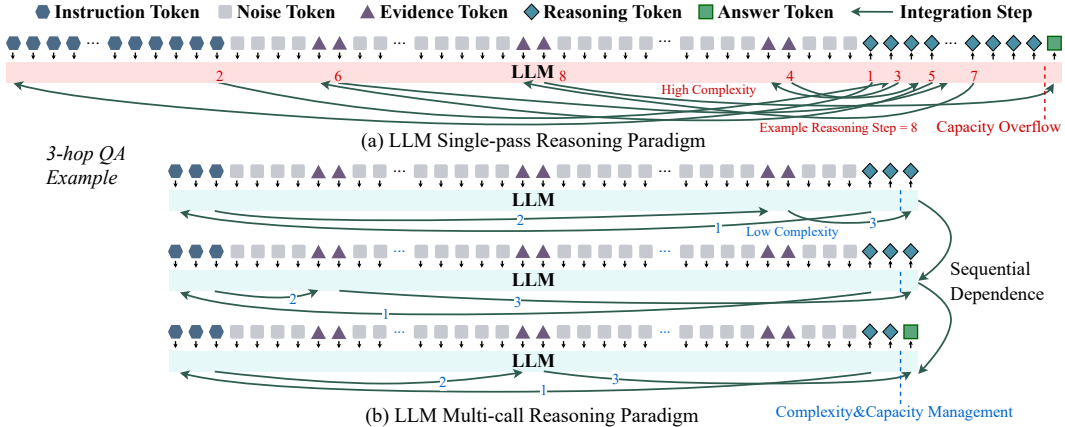 Instruction Token Noise Token Evidence Token Reasoning Token Answer Token Integration Step
... ... ... ...
LLM
2 6 8 4 1 3 5 7
High Complexity
Example Reasoning Step = 8 Capacity Overflow
(a) LLM Single-pass Reasoning Paradigm
3-hop QA
Example
... ...
LLM
2 1 3
Low Complexity
... ...
LLM
2 3 1
Sequential
Dependence
... ...
LLM
2 1 3
(b) LLM Multi-call Reasoning Paradigm
Complexity&Capacity Management